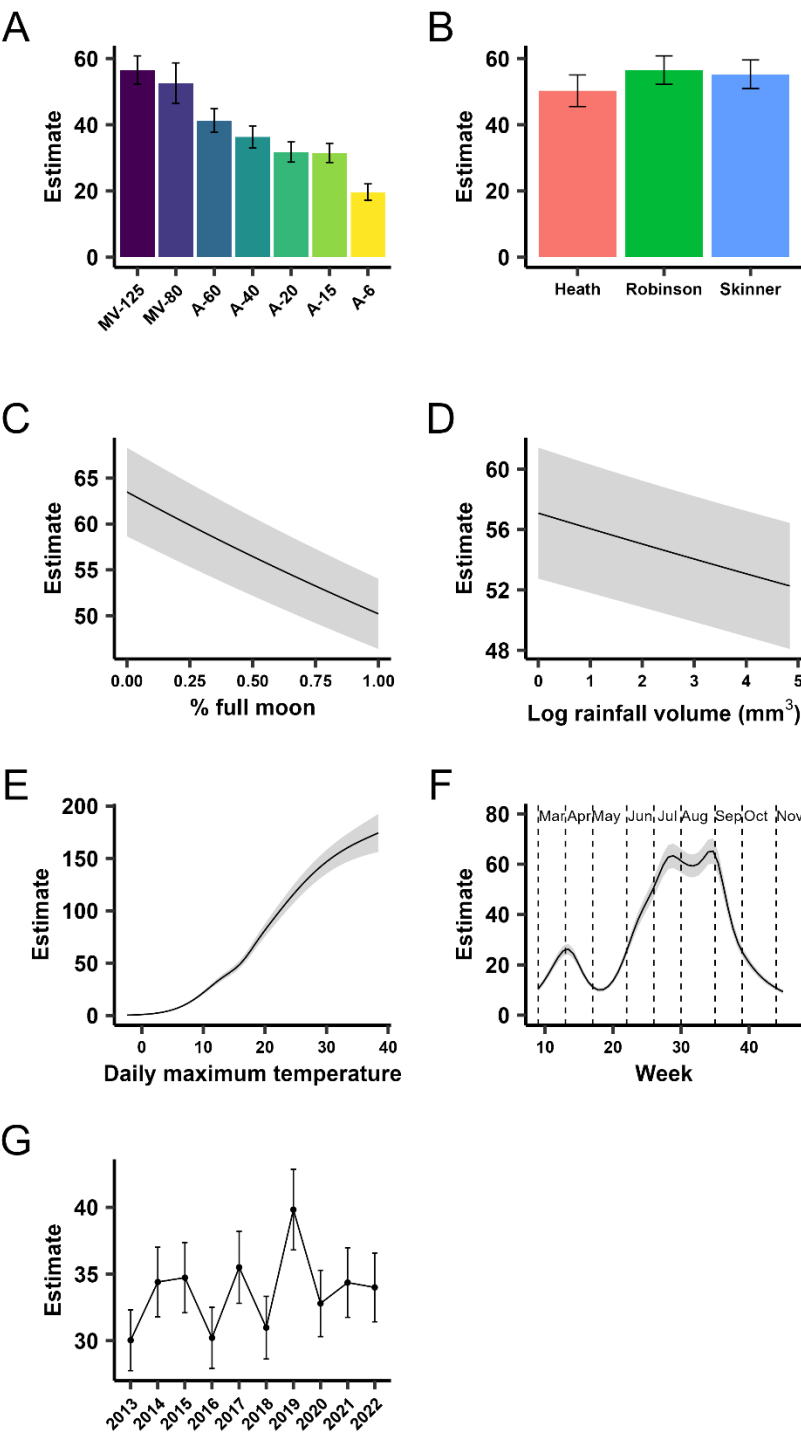 A
Estimate
60
40
20
0
MV-125 MV-80 A-60 A-40 A-20 A-15 A-6
B
Estimate
60
40
20
0
Heath Robinson Skinner
C
Estimate
65
60
55
50
0.00 0.25 0.50 0.75 1.00
% full moon
D
Estimate
60
56
52
48
0 1 2 3 4 5
Log rainfall volume (mm³)
E
Estimate
200
150
100
50
0
0 10 20 30
Daily maximum temperature
F
Estimate
80
60
40
20
0
Mar Apr May Jun Jul Aug Sep Oct Nov
10 20 30 40
Week
G
Estimate
40
35
30
2013 2014 2015 2016 2017 2018 2019 2020 2021 2022